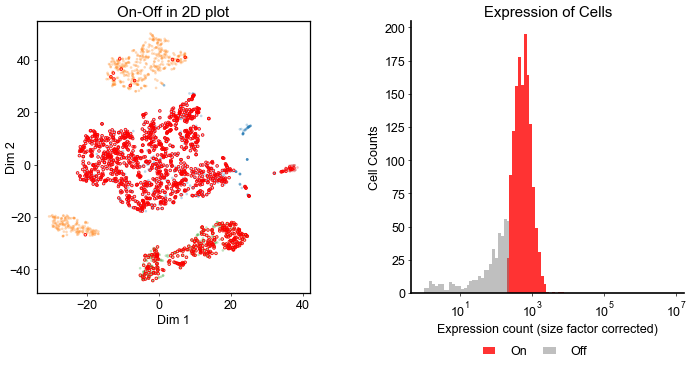 On-Off in 2D plot
Dim 2
40
20
0
−20
−40
−20
0
20
40
Dim 1
Expression of Cells
Cell Counts
200
175
150
125
100
75
50
25
0
10^1
10^3
10^5
10^7
Expression count (size factor corrected)
On
Off